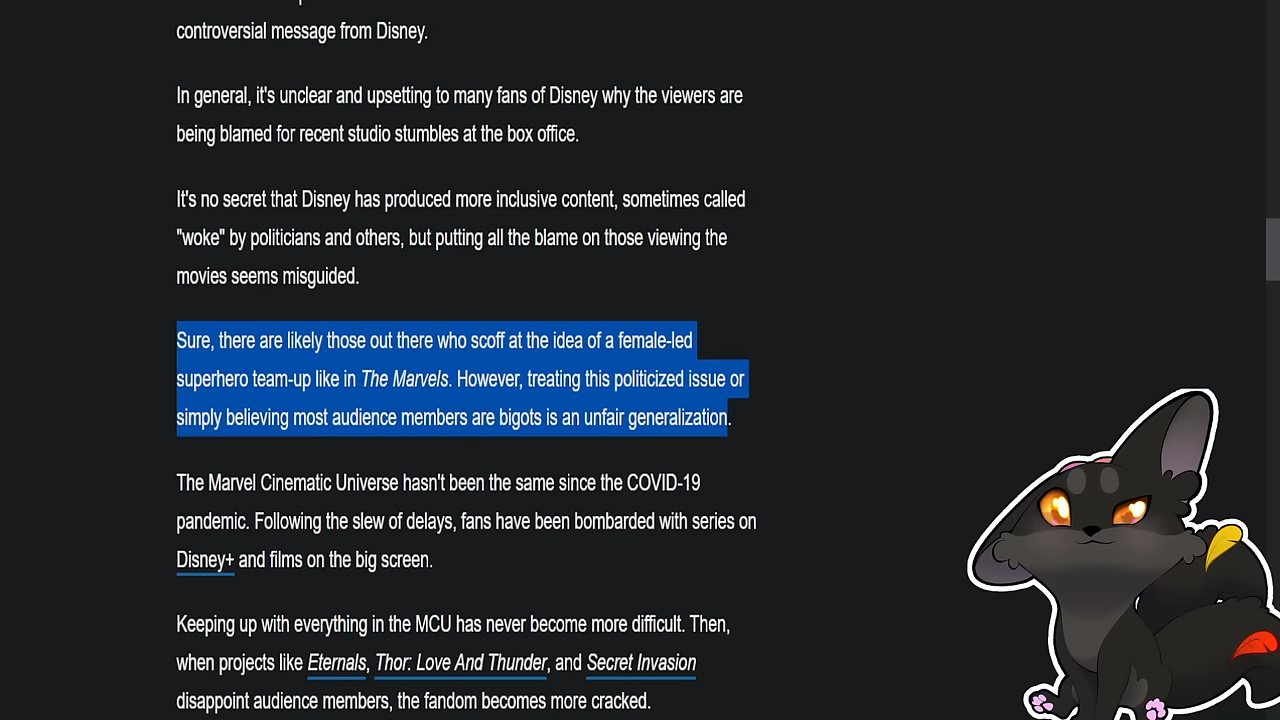 controversial message from Disney.
In general, it's unclear and upsetting to many fans of Disney why the viewers are
being blamed for recent studio stumbles at the box office.
It's no secret that Disney has produced more inclusive content, sometimes called
"woke" by politicians and others, but putting all the blame on those viewing the
movies seems misguided.
Sure, there are likely those out there who scoff at the idea of a female-led
superhero team-up like in The Marvels. However, treating this politicized issue or
simply believing most audience members are bigots is an unfair generalization.
The Marvel Cinematic Universe hasn't been the same since the COVID-19
pandemic. Following the slew of delays, fans have been bombarded with series on
Disney+ and films on the big screen.
Keeping up with everything in the MCU has never become more difficult. Then,
when projects like Eternals, Thor: Love And Thunder, and Secret Invasion
disappoint audience members, the fandom becomes more cracked.